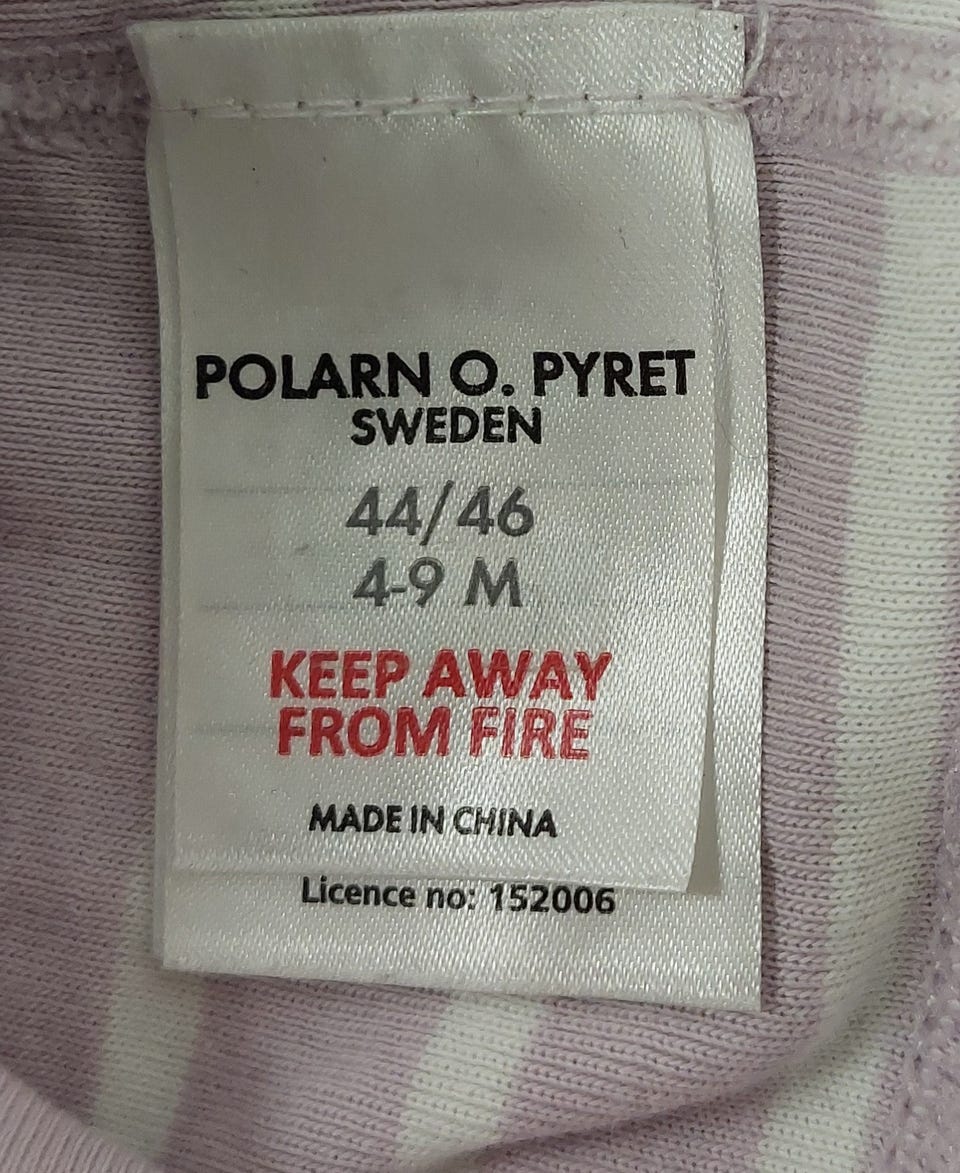 POLARN O. PYRET
SWEDEN
44/46
4-9 M
KEEP AWAY
FROM FIRE
MADE IN CHINA
Licence no: 152006